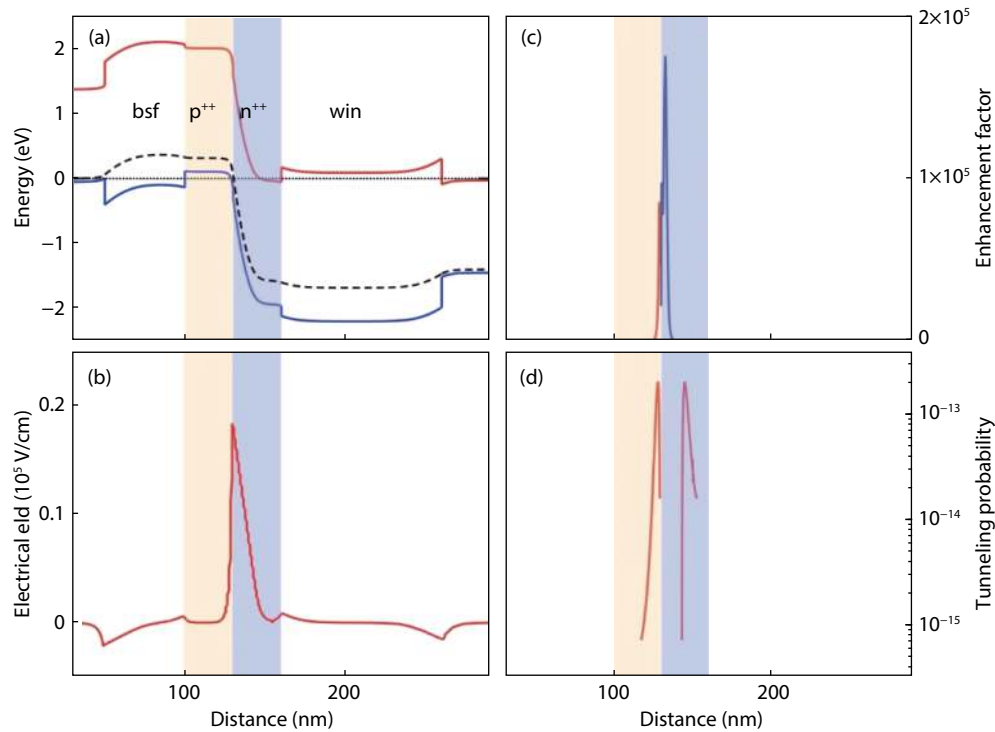 (a)
2
1
0
−1
−2
Energy (eV)
bsf
p++
n++
win
(b)
0.2
0.1
0
Electrical eld (10⁵ V/cm)
100
200
Distance (nm)
(c)
2×10⁵
1×10⁵
0
Enhancement factor
(d)
10⁻¹³
10⁻¹⁴
10⁻¹⁵
Tunneling probability
100
200
Distance (nm)